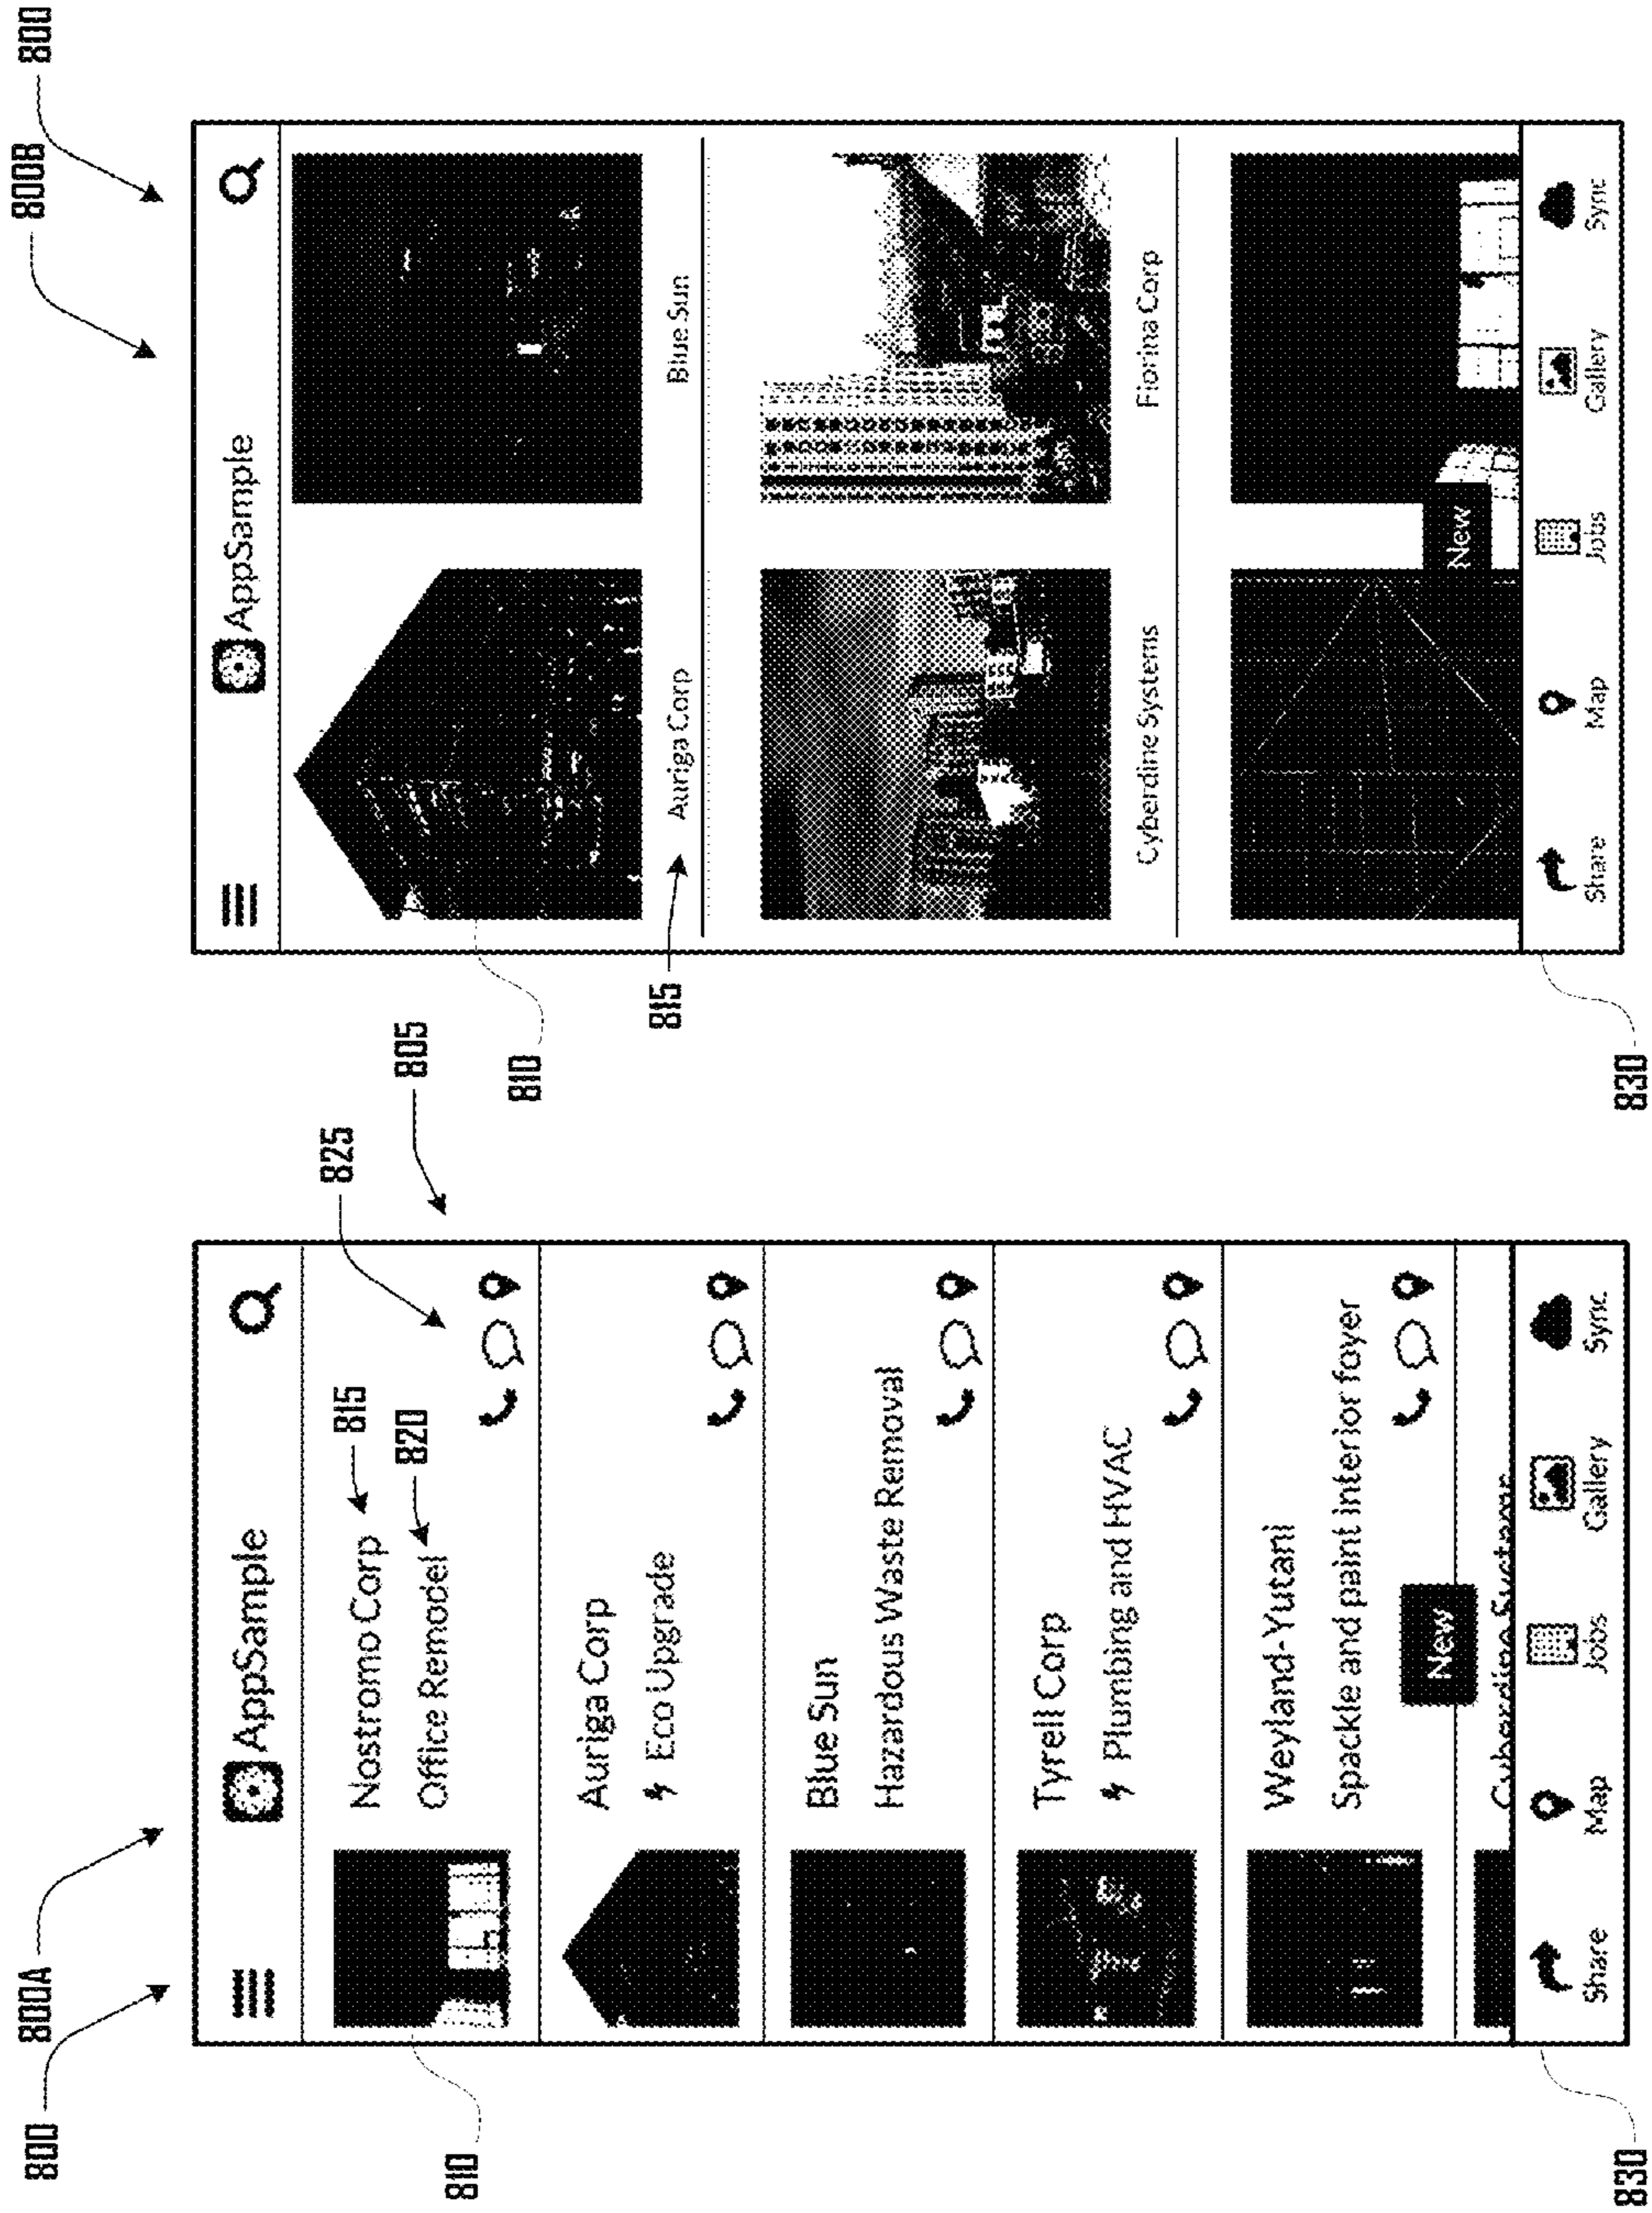 800
800A
AppSample
815
Nostromo Corp
820
Office Remodel
825
805
810
Auriga Corp
Eco Upgrade
Blue Sun
Hazardous Waste Removal
Tyrell Corp
Plumbing and HVAC
Weyland-Yutani
Spackle and paint interior foyer
New
Cyberdine Systems
Share
Map
Jobs
Gallery
Sync
830
800B
800
AppSample
810
815
Auriga Corp
Blue Sun
Cyberdine Systems
Fiorina Corp
New
Share
Map
Jobs
Gallery
Sync
830